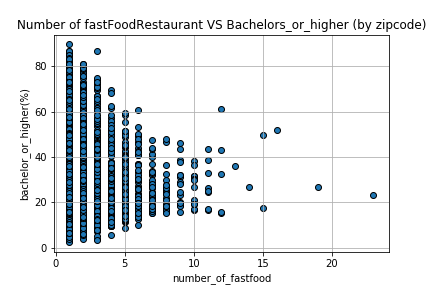 Number of fastFoodRestaurant VS Bachelors_or_higher (by zipcode)
80
60
40
20
0
bachelor_or_higher(%)
0 5 10 15 20
number_of_fastfood